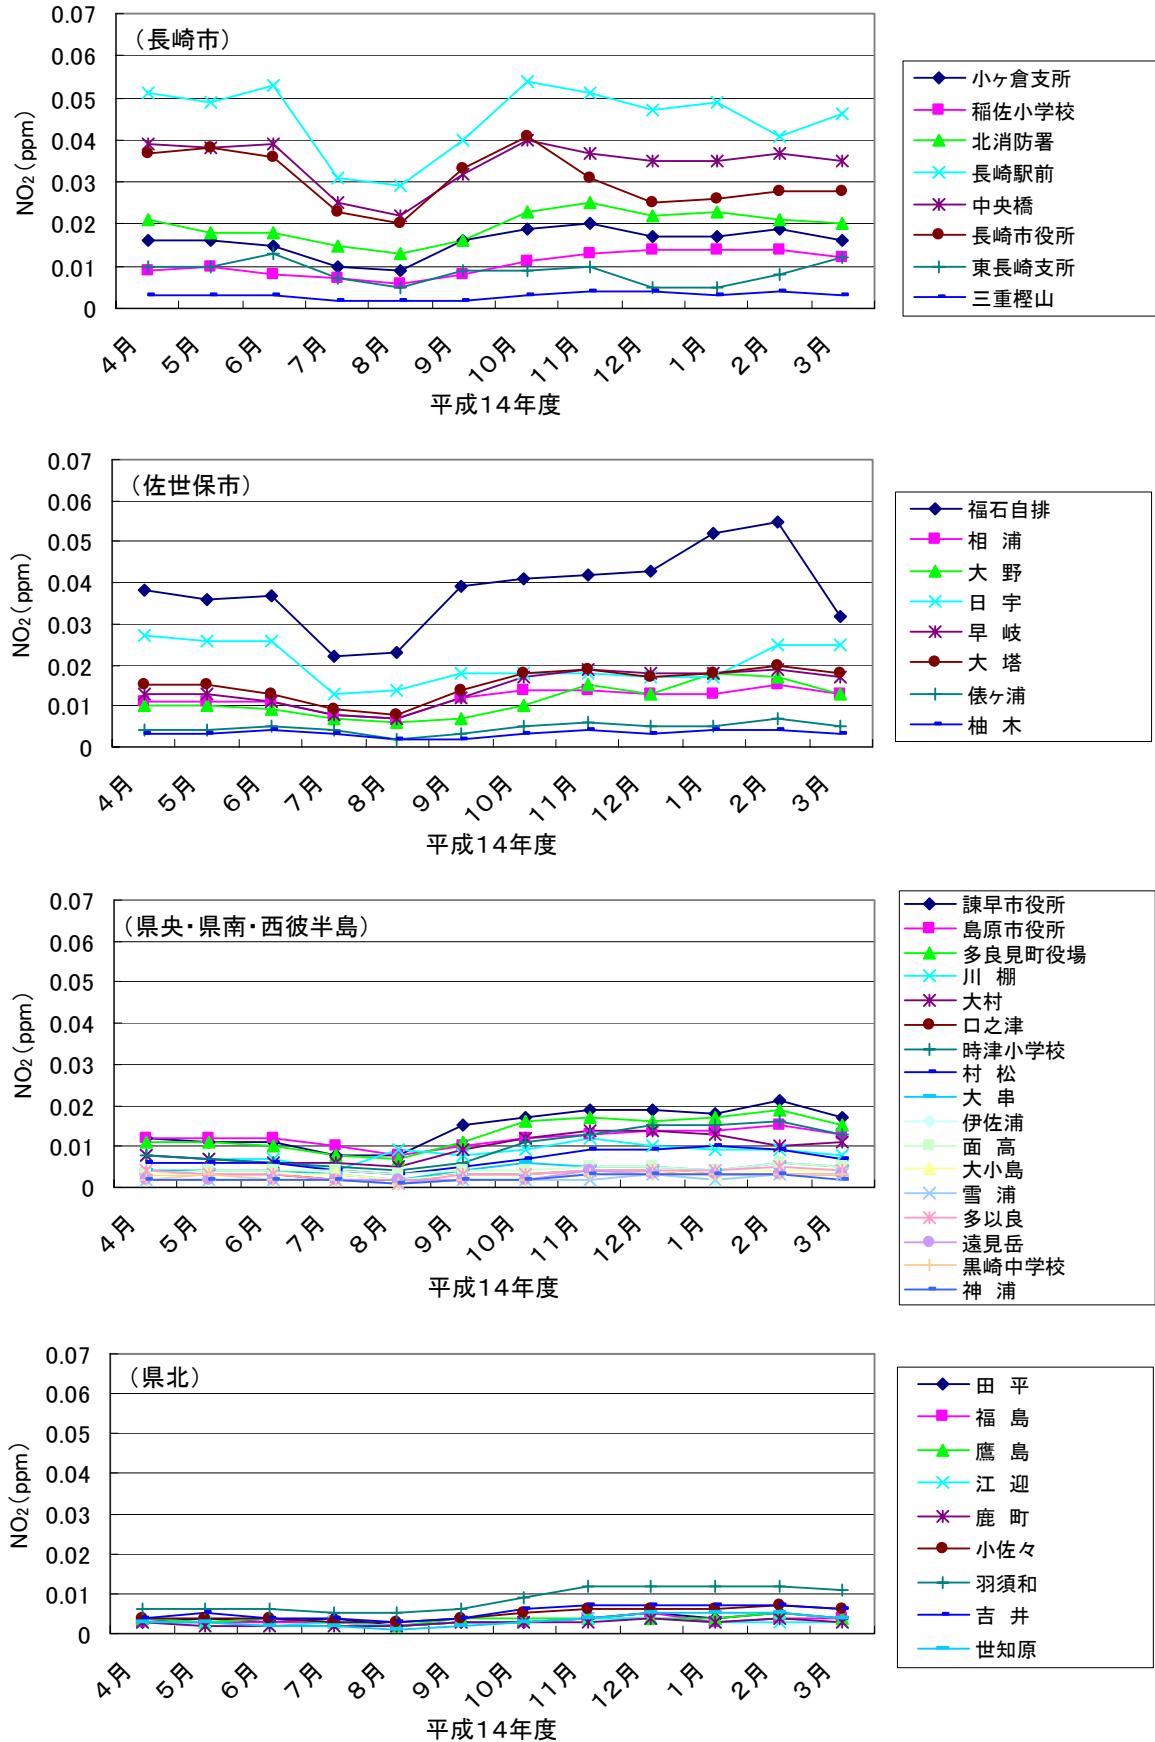 0.07
0.06
0.05
0.04
0.03
0.02
0.01
0
NO₂(ppm)
（長崎市）
4月
5月
6月
7月
8月
9月
10月
11月
12月
1月
2月
3月
平成14年度
小ヶ倉支所
稲佐小学校
北消防署
長崎駅前
中央橋
長崎市役所
東長崎支所
三重樫山
0.07
0.06
0.05
0.04
0.03
0.02
0.01
0
NO₂(ppm)
（佐世保市）
4月
5月
6月
7月
8月
9月
10月
11月
12月
1月
2月
3月
平成14年度
福石自排
相 浦
大 野
日 宇
早 岐
大 塔
俵ヶ浦
柚 木
0.07
0.06
0.05
0.04
0.03
0.02
0.01
0
NO₂(ppm)
（県央・県南・西彼半島）
4月
5月
6月
7月
8月
9月
10月
11月
12月
1月
2月
3月
平成14年度
諫早市役所
島原市役所
多良見町役場
川 棚
大村
口之津
時津小学校
村 松
大 串
伊佐浦
面 高
大小島
雪 浦
多以良
遠見岳
黒崎中学校
神 浦
0.07
0.06
0.05
0.04
0.03
0.02
0.01
0
NO₂(ppm)
（県北）
4月
5月
6月
7月
8月
9月
10月
11月
12月
1月
2月
3月
平成14年度
田 平
福 島
鷹 島
江 迎
鹿 町
小佐々
羽須和
吉 井
世知原